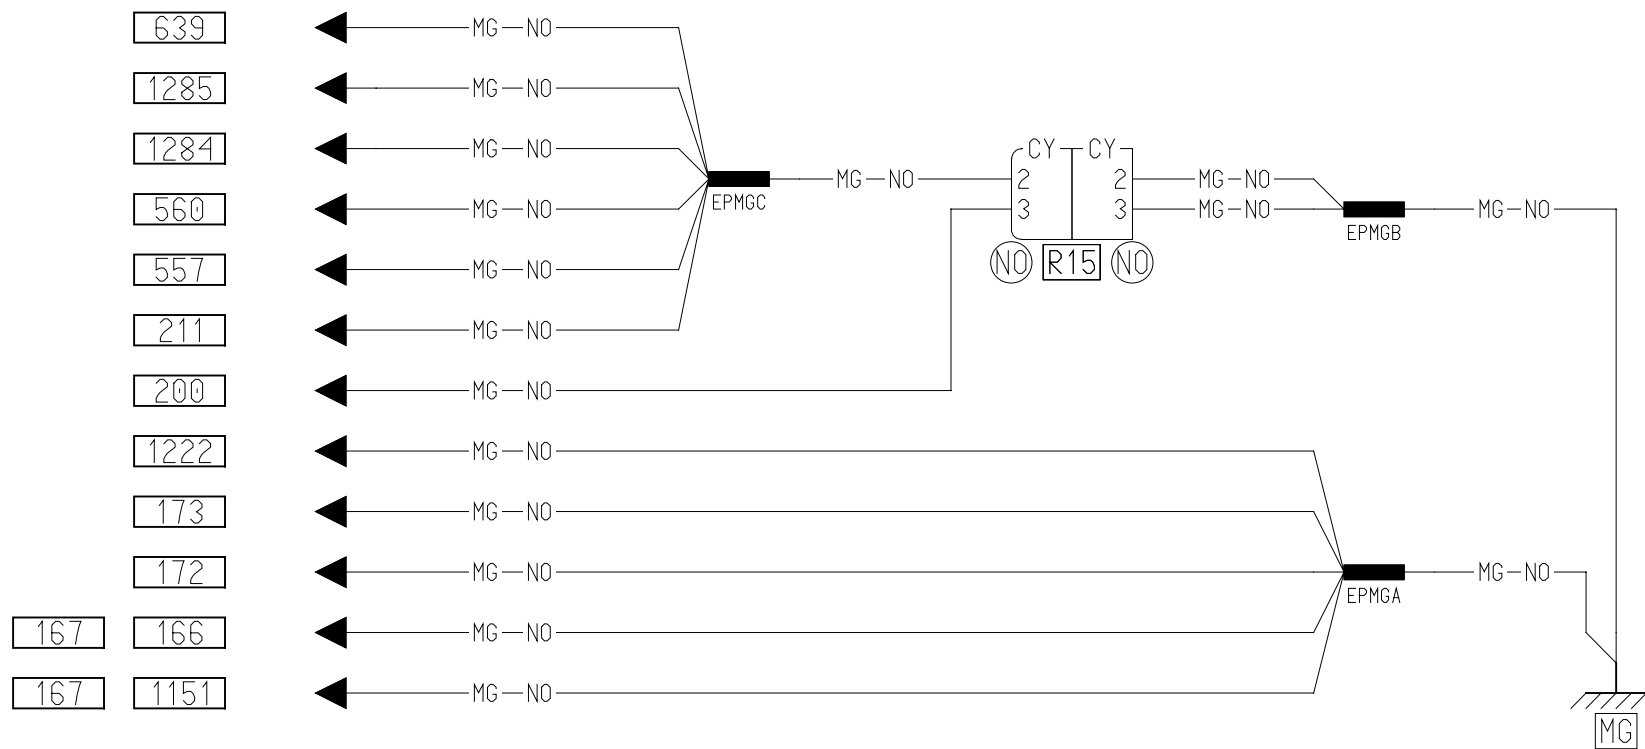 639 MG NO
1285 MG NO
1284 MG NO CY CY
MG NO 2 2 MG NO
EPMGC
560 MG NO 3 3 MG NO MG NO
EPMGB
557 MG NO NO R15 NO
211 MG NO
200 MG NO
1222 MG NO
173 MG NO
172 MG NO MG NO
EPMGA
167 166 MG NO
167 1151 MG NO
MG